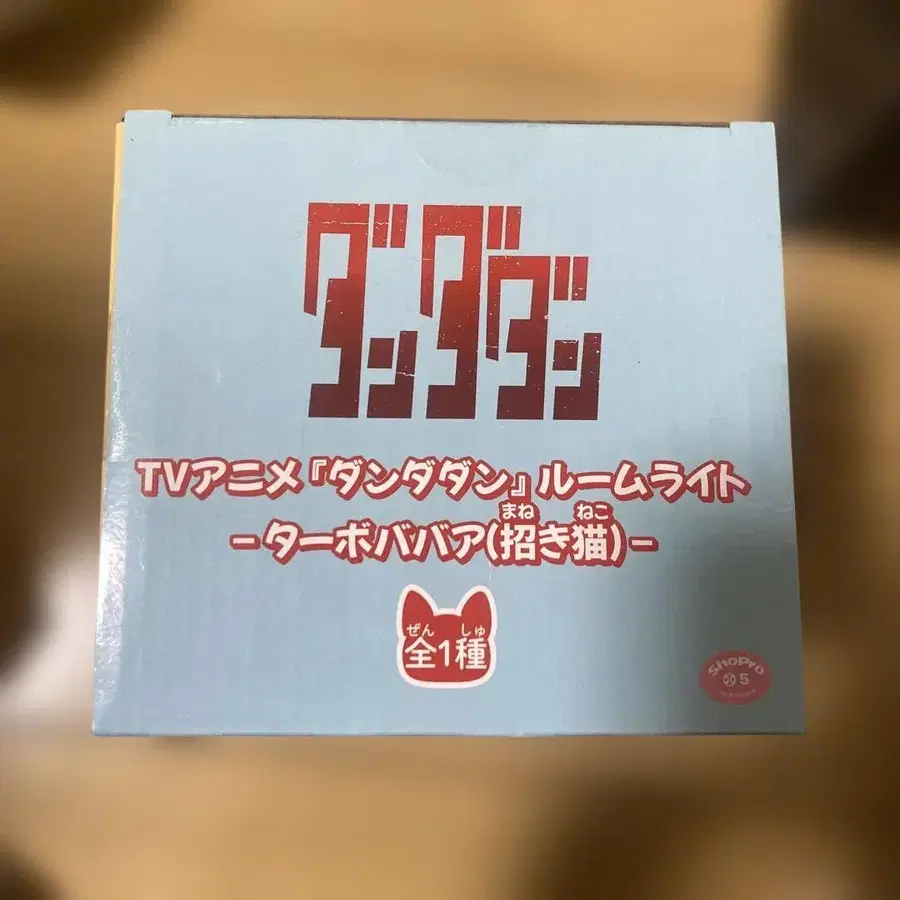 ダンダダン
TVアニメ『ダンダダン』ルームライト
まね ねこ
-ターボババア(招き猫)-
ぜん しゅ
全1種
ShoPro
5